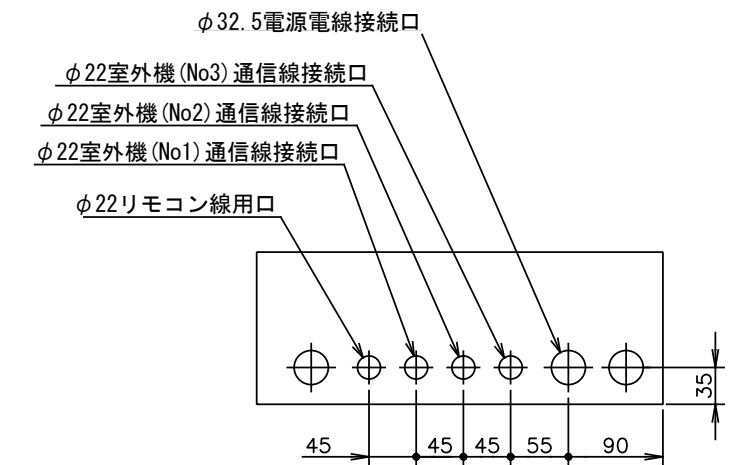 φ32.5電源電線接続口
φ22室外機(No3)通信線接続口
φ22室外機(No2)通信線接続口
φ22室外機(No1)通信線接続口
φ22リモコン線用口
35
45 45 45 55 90